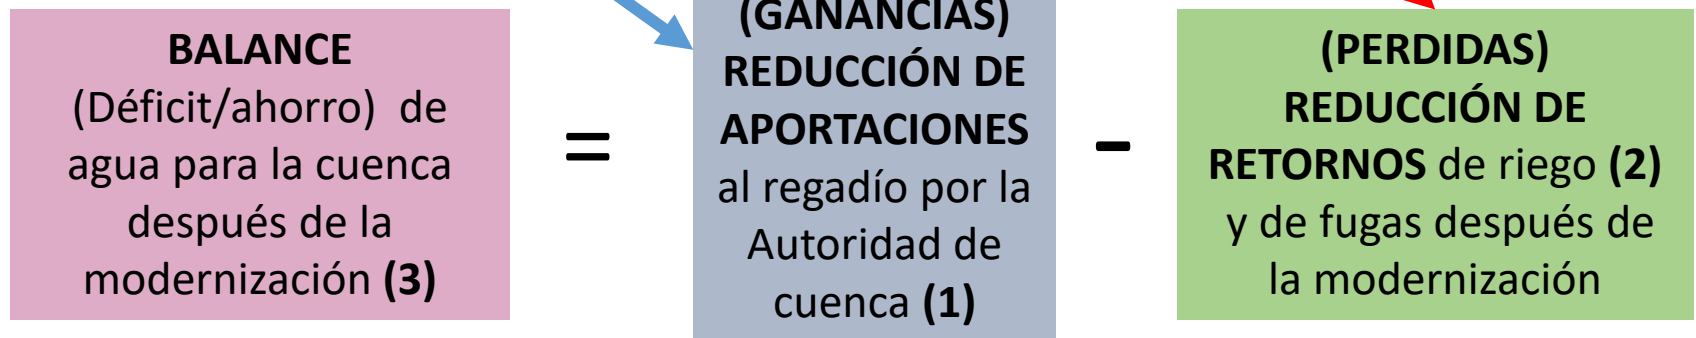 BALANCE
(Déficit/ahorro) de
agua para la cuenca
después de la
modernización (3)
=
(GANANCIAS)
REDUCCIÓN DE
APORTACIONES
al regadío por la
Autoridad de
cuenca (1)
-
(PERDIDAS)
REDUCCIÓN DE
RETORNOS de riego (2)
y de fugas después de
la modernización